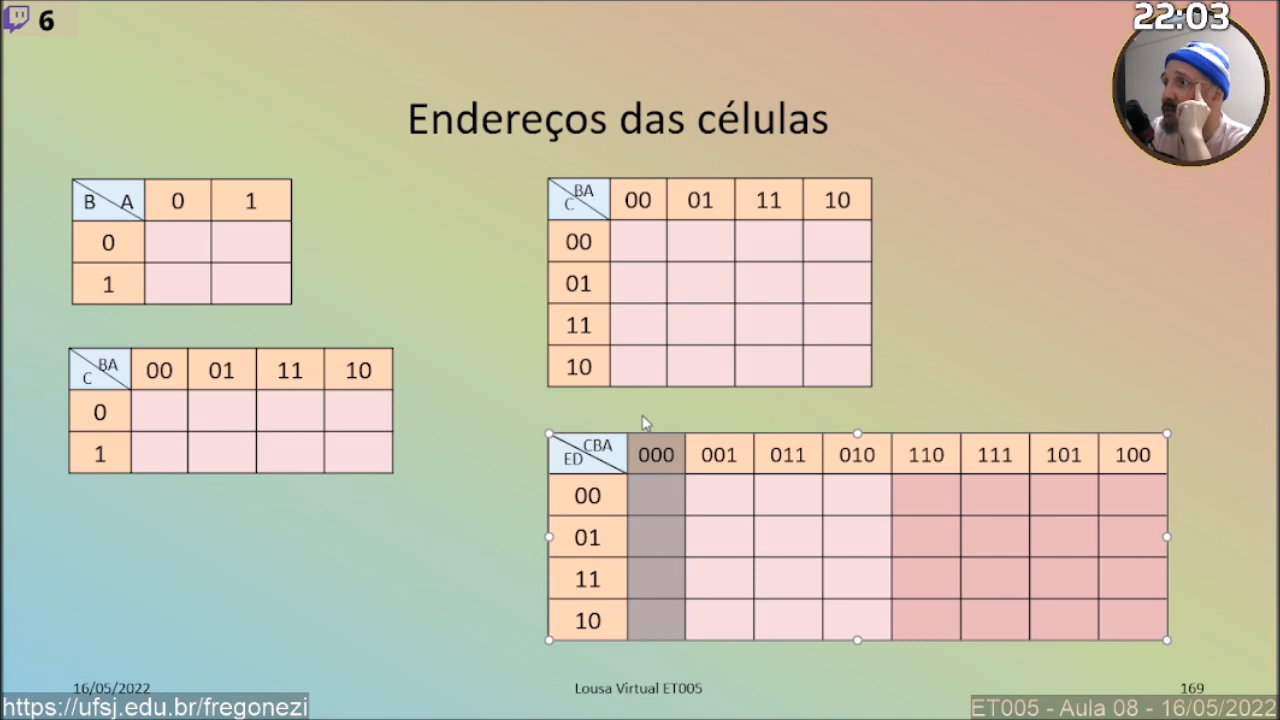 6
22:03
Endereços das células
B A 0 1
0
1
BA
C 00 01 11 10
00
01
11
10
BA
C 00 01 11 10
0
1
CBA
ED 000 001 011 010 110 111 101 100
00
01
11
10
16/05/2022 Lousa Virtual ET005 169
https://ufsj.edu.br/fregonezi ET005 - Aula 08 - 16/05/2022